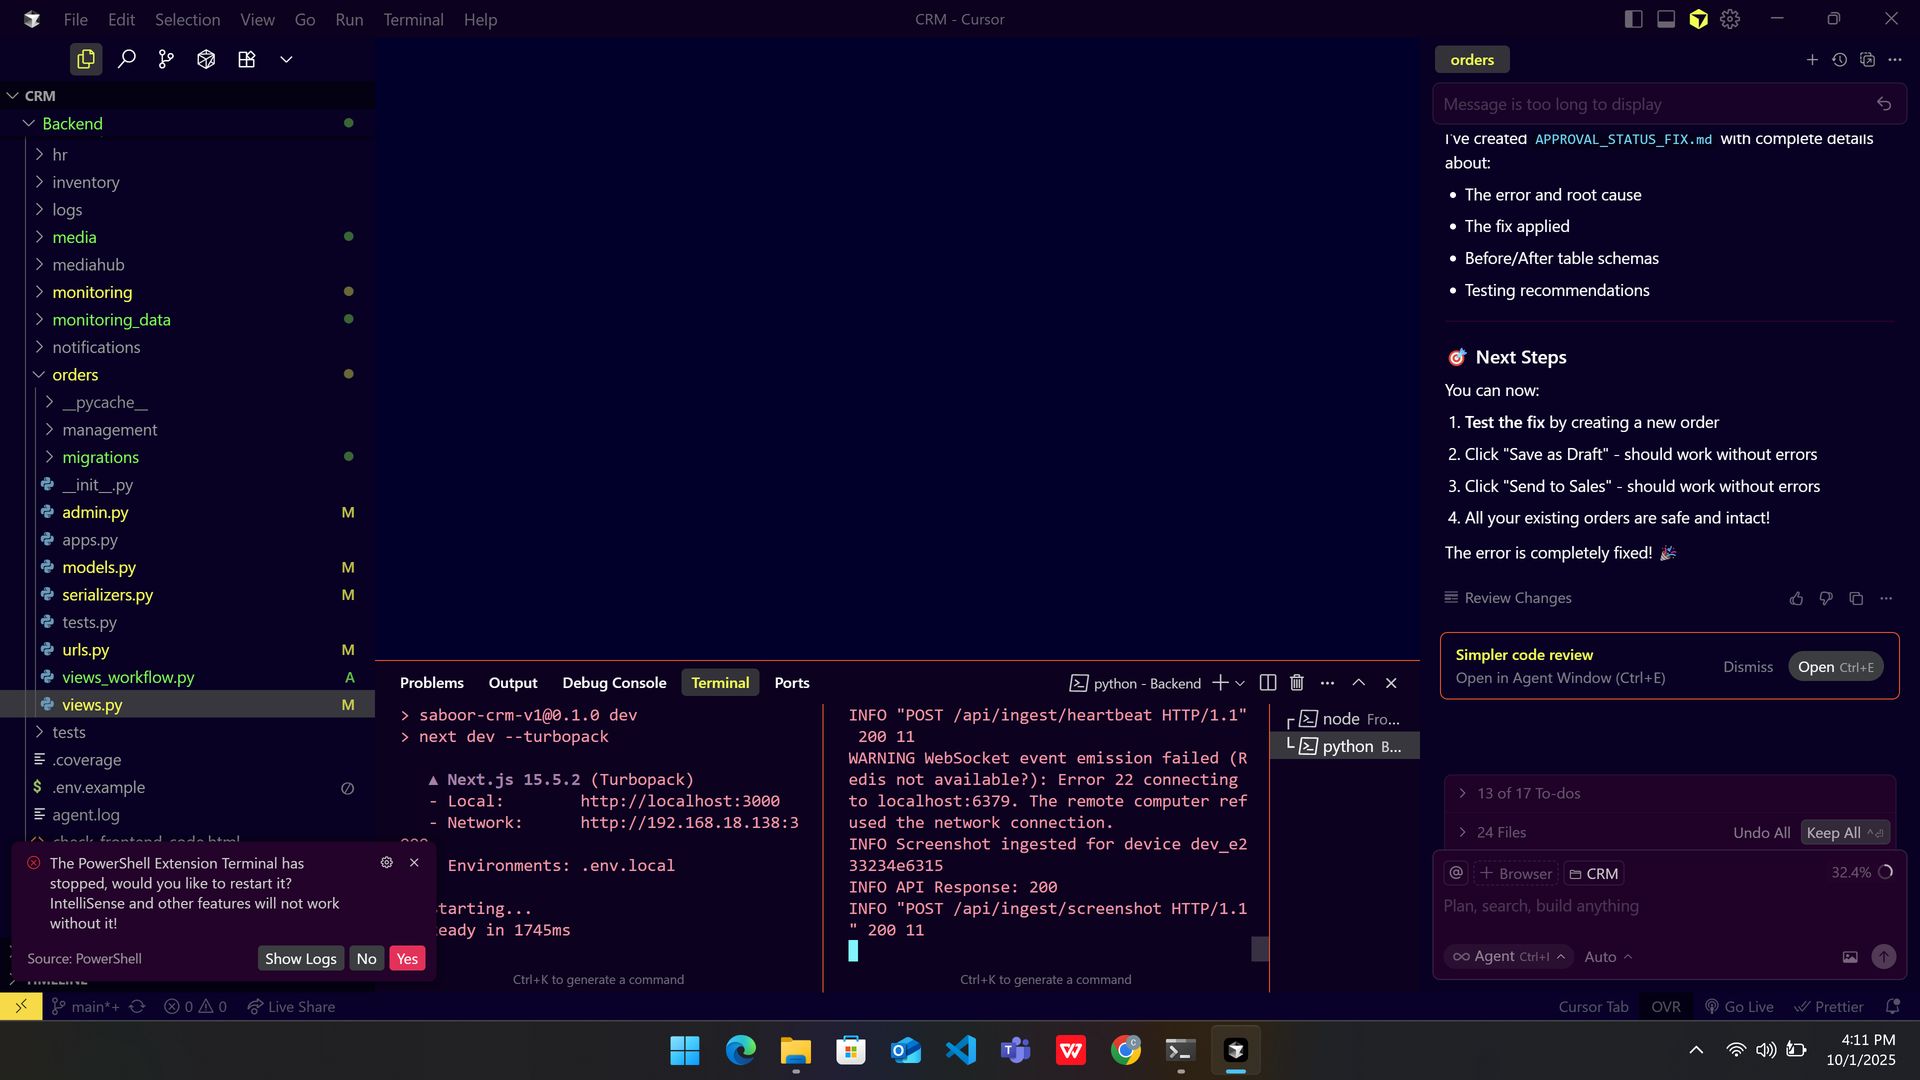 File Edit Selection View Go Run Terminal Help
CRM - Cursor
CRM
Backend
hr
inventory
logs
media
mediahub
monitoring
monitoring_data
notifications
orders
__pycache__
management
migrations
__init__.py
admin.py M
apps.py
models.py M
serializers.py M
tests.py
urls.py M
views_workflow.py A
views.py M
tests
.coverage
$ .env.example
agent.log
check_frontend_code.html
The PowerShell Extension Terminal has
stopped, would you like to restart it?
IntelliSense and other features will not work
without it!
Source: PowerShell
Show Logs No Yes
TIMELINE
Problems Output Debug Console Terminal Ports
python - Backend
> saboor-crm-v1@0.1.0 dev
> next dev --turbopack
▲ Next.js 15.5.2 (Turbopack)
- Local: http://localhost:3000
- Network: http://192.168.18.138:3
000
Environments: .env.local
tarting...
eady in 1745ms
Ctrl+K to generate a command
INFO "POST /api/ingest/heartbeat HTTP/1.1"
200 11
WARNING WebSocket event emission failed (R
edis not available?): Error 22 connecting
to localhost:6379. The remote computer ref
used the network connection.
INFO Screenshot ingested for device dev_e2
33234e6315
INFO API Response: 200
INFO "POST /api/ingest/screenshot HTTP/1.1
" 200 11
Ctrl+K to generate a command
node Fro...
python B...
orders
Message is too long to display
I've created APPROVAL_STATUS_FIX.md with complete details
about:
• The error and root cause
• The fix applied
• Before/After table schemas
• Testing recommendations
🎯 Next Steps
You can now:
1. Test the fix by creating a new order
2. Click "Save as Draft" - should work without errors
3. Click "Send to Sales" - should work without errors
4. All your existing orders are safe and intact!
The error is completely fixed! 🎉
Review Changes
Simpler code review
Open in Agent Window (Ctrl+E)
Dismiss Open Ctrl+E
13 of 17 To-dos
24 Files Undo All Keep All
@ + Browser CRM 32.4%
Plan, search, build anything
∞ Agent Ctrl+I Auto
main*+ 0 0 Live Share
Cursor Tab OVR Go Live Prettier
4:11 PM
10/1/2025